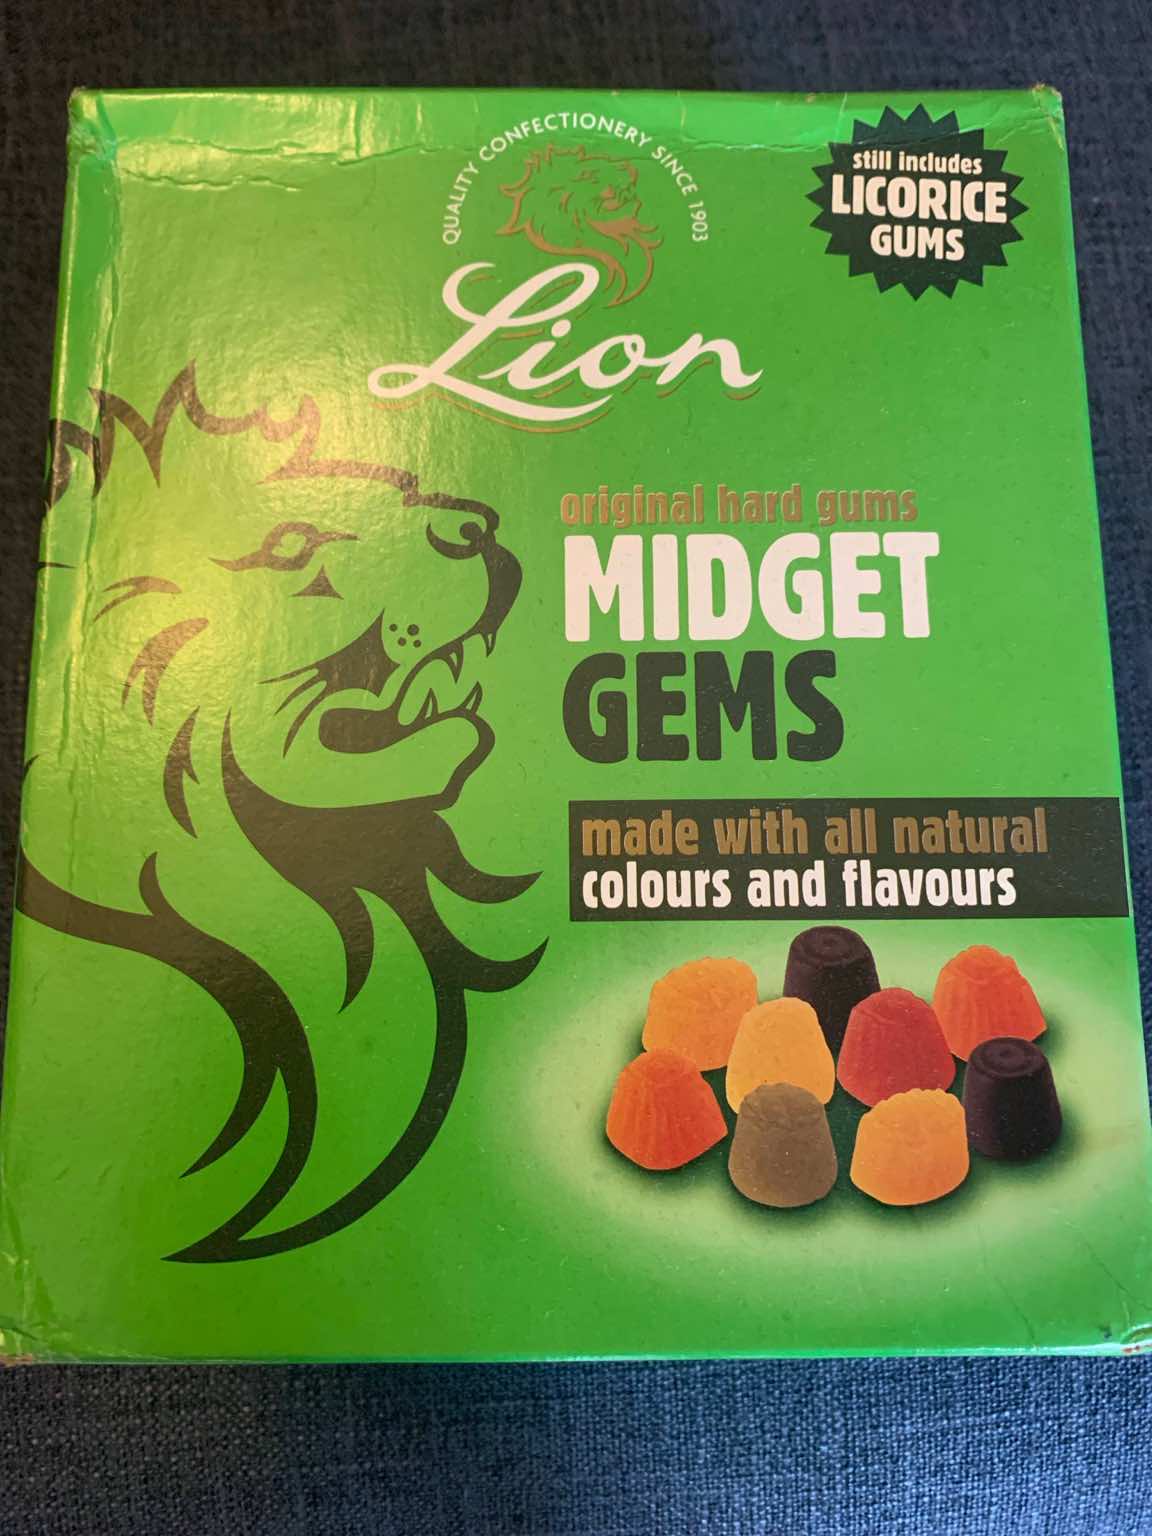 QUALITY CONFECTIONERY SINCE 1903
Lion
still includes
LICORICE
GUMS
original hard gums
MIDGET
GEMS
made with all natural
colours and flavours